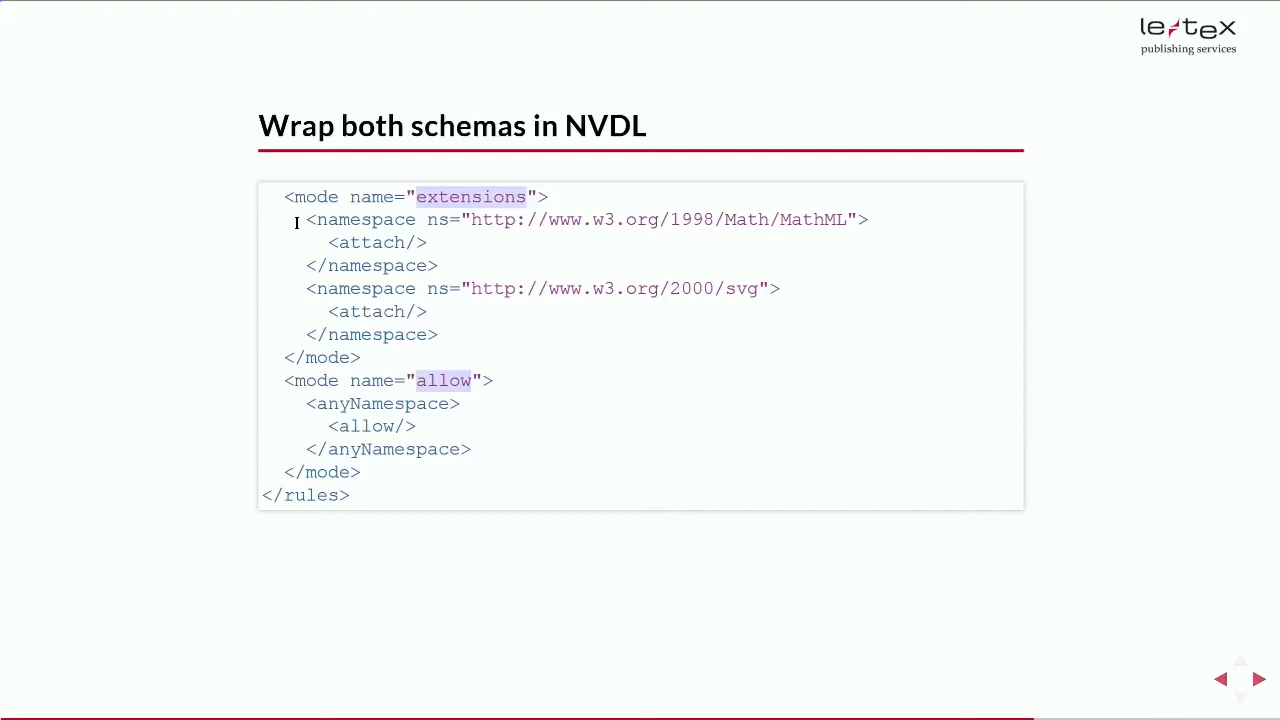 le-tex
publishing services
Wrap both schemas in NVDL
<mode name="extensions">
<namespace ns="http://www.w3.org/1998/Math/MathML">
<attach/>
</namespace>
<namespace ns="http://www.w3.org/2000/svg">
<attach/>
</namespace>
</mode>
<mode name="allow">
<anyNamespace>
<allow/>
</anyNamespace>
</mode>
</rules>